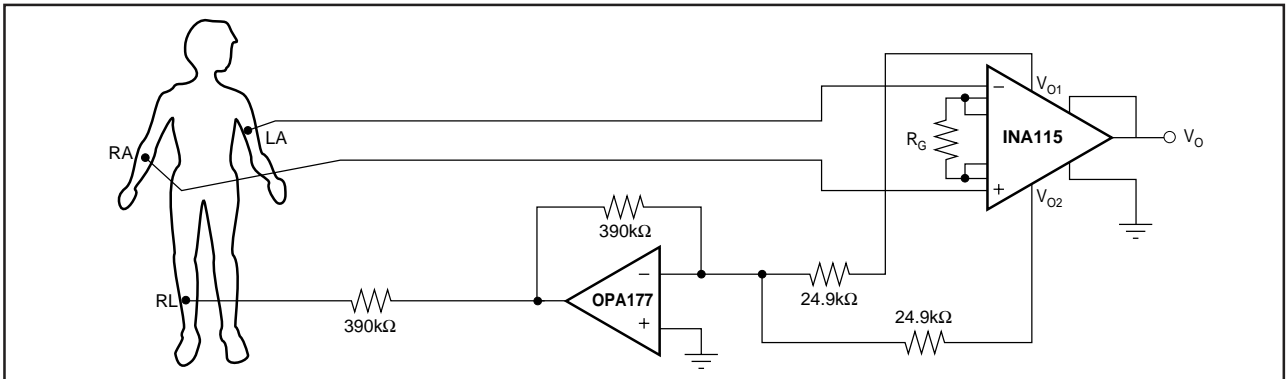 V_O1
−
LA
RA
R_G
INA115
V_O
+
V_O2
390kΩ
−
OPA177
+
24.9kΩ
24.9kΩ
RL
390kΩ